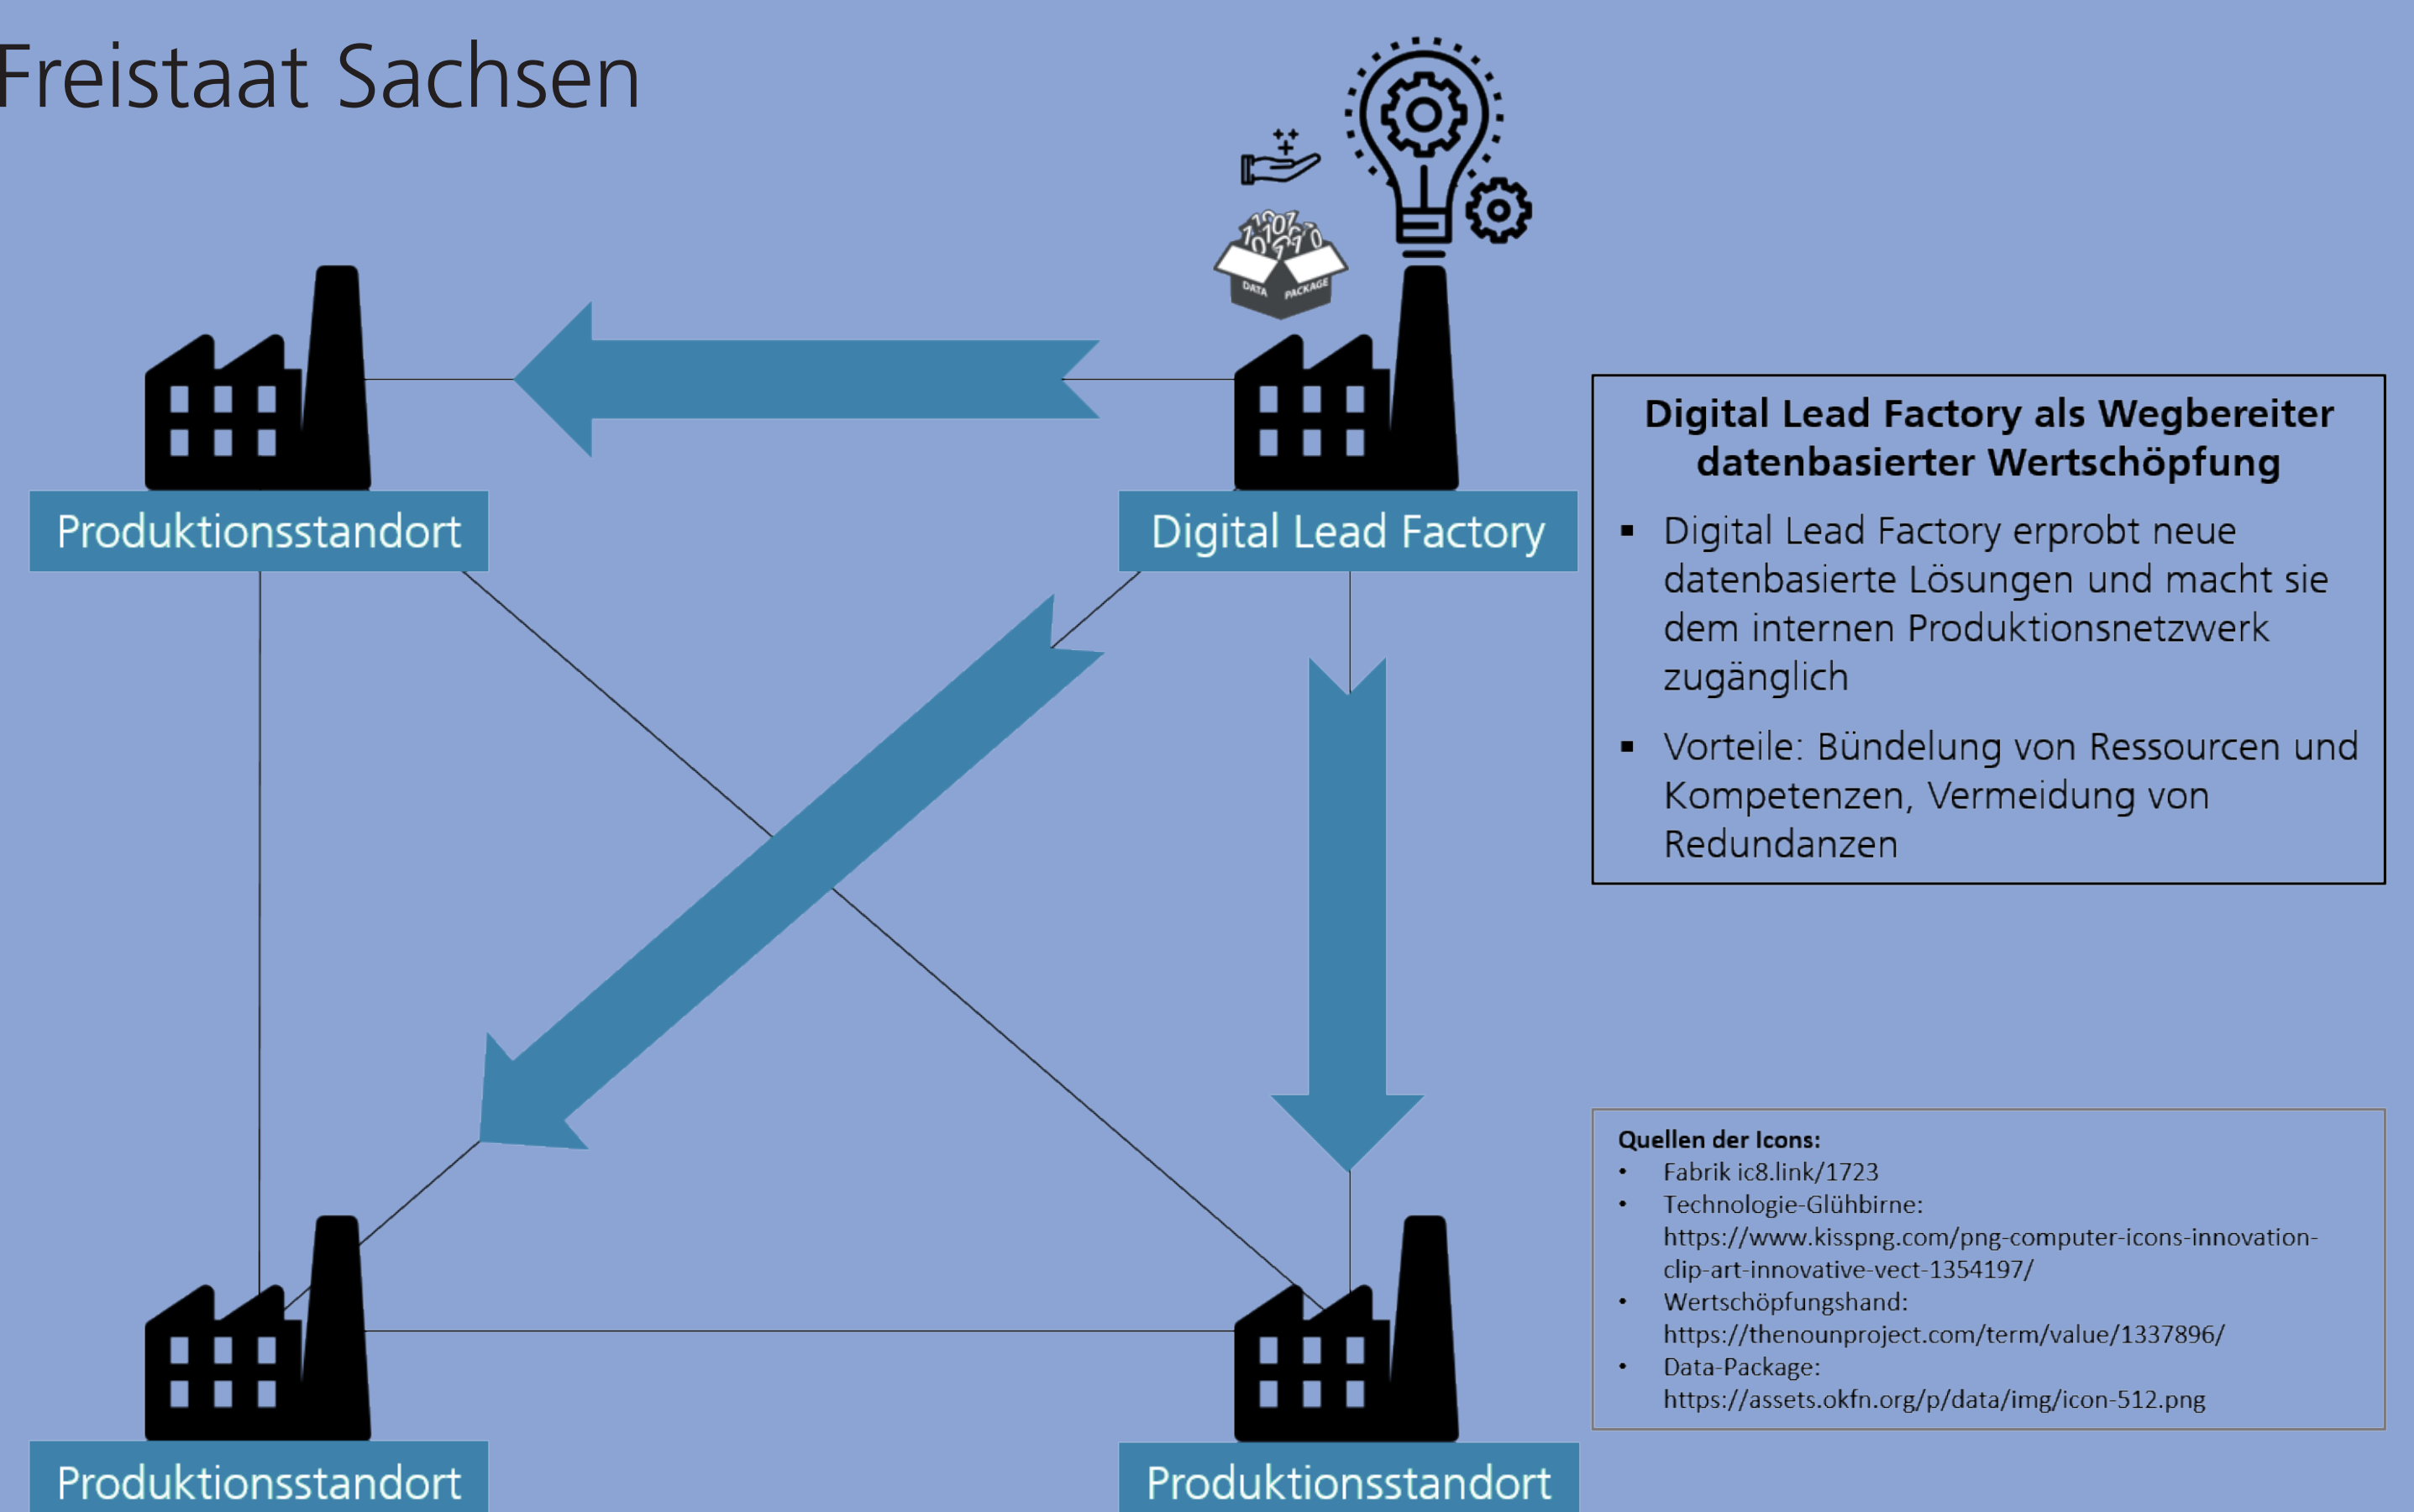 Freistaat Sachsen
DATA PACKAGE
Produktionsstandort
Digital Lead Factory
Digital Lead Factory als Wegbereiter
datenbasierter Wertschöpfung
▪ Digital Lead Factory erprobt neue
datenbasierte Lösungen und macht sie
dem internen Produktionsnetzwerk
zugänglich
▪ Vorteile: Bündelung von Ressourcen und
Kompetenzen, Vermeidung von
Redundanzen
Quellen der Icons:
• Fabrik ic8.link/1723
• Technologie-Glühbirne:
https://www.kisspng.com/png-computer-icons-innovation-
clip-art-innovative-vect-1354197/
• Wertschöpfungshand:
https://thenounproject.com/term/value/1337896/
• Data-Package:
https://assets.okfn.org/p/data/img/icon-512.png
Produktionsstandort
Produktionsstandort